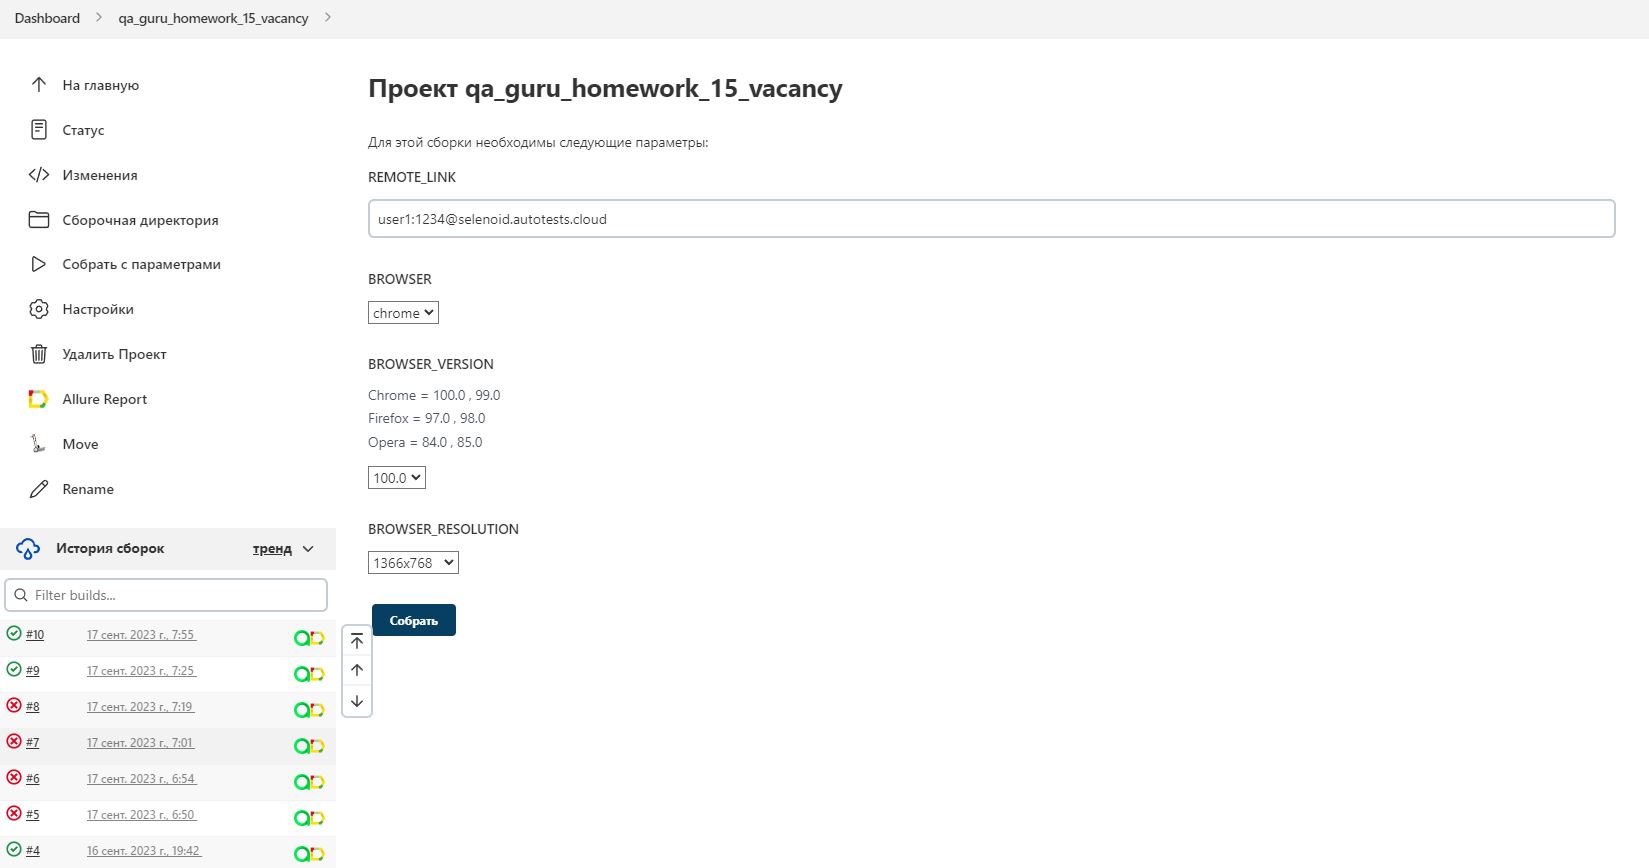 Dashboard
qa_guru_homework_15_vacancy
На главную
Статус
Изменения
Сборочная директория
Собрать с параметрами
Настройки
Удалить Проект
Allure Report
Move
Rename
История сборок
тренд
Filter builds...
#10 17 сент. 2023 г., 7:55
#9 17 сент. 2023 г., 7:25
#8 17 сент. 2023 г., 7:19
#7 17 сент. 2023 г., 7:01
#6 17 сент. 2023 г., 6:54
#5 17 сент. 2023 г., 6:50
#4 16 сент. 2023 г., 19:42
Проект qa_guru_homework_15_vacancy
Для этой сборки необходимы следующие параметры:
REMOTE_LINK
user1:1234@selenoid.autotests.cloud
BROWSER
chrome
BROWSER_VERSION
Chrome = 100.0 , 99.0
Firefox = 97.0 , 98.0
Opera = 84.0 , 85.0
100.0
BROWSER_RESOLUTION
1366x768
Собрать